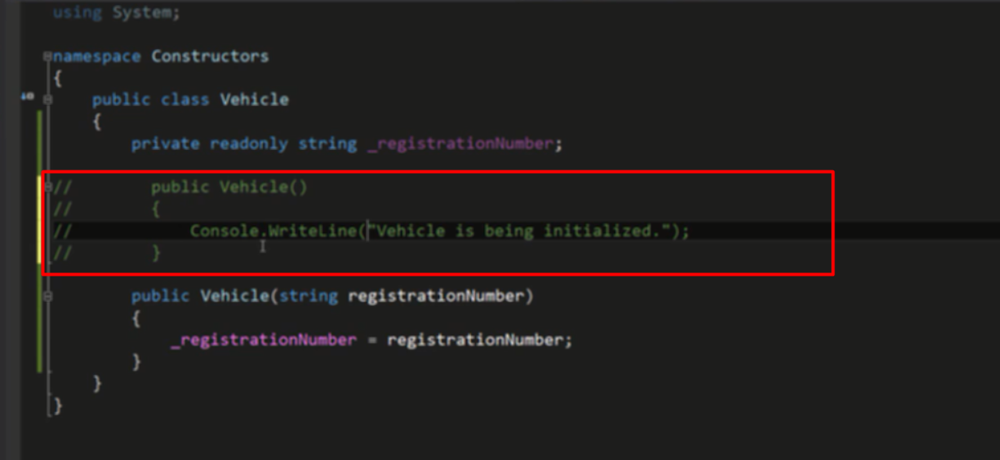 using System;
namespace Constructors
{
public class Vehicle
{
private readonly string _registrationNumber;
// public Vehicle()
// {
// Console.WriteLine("Vehicle is being initialized.");
// }
public Vehicle(string registrationNumber)
{
_registrationNumber = registrationNumber;
}
}
}